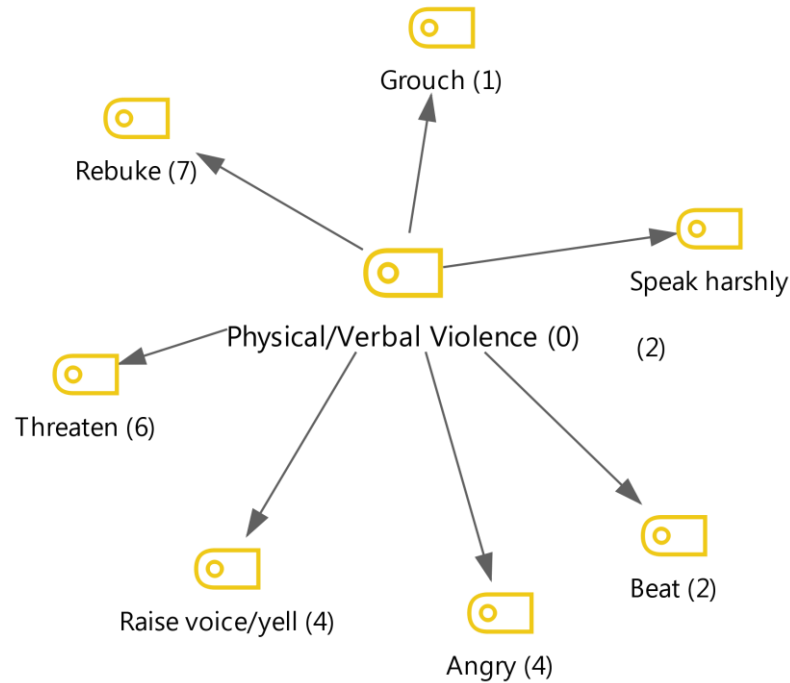 Grouch (1)
Rebuke (7)
Speak harshly
(2)
Physical/Verbal Violence (0)
Threaten (6)
Beat (2)
Raise voice/yell (4)
Angry (4)